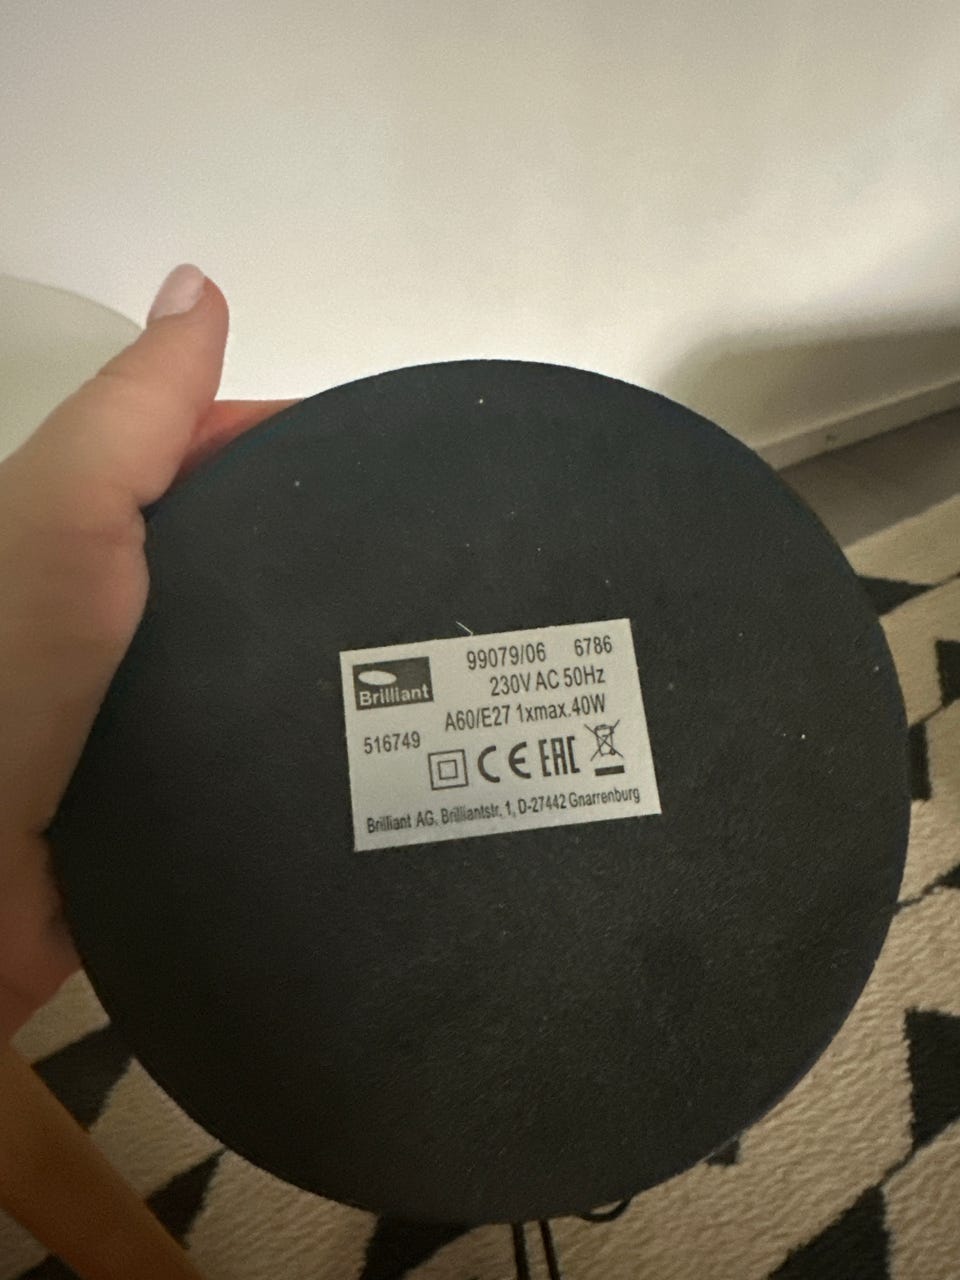 99079/06 6786
Brilliant
230V AC 50Hz
A60/E27 1xmax.40W
516749
CE EAC
Brilliant AG, Brilliantstr. 1, D-27442 Gnarrenburg